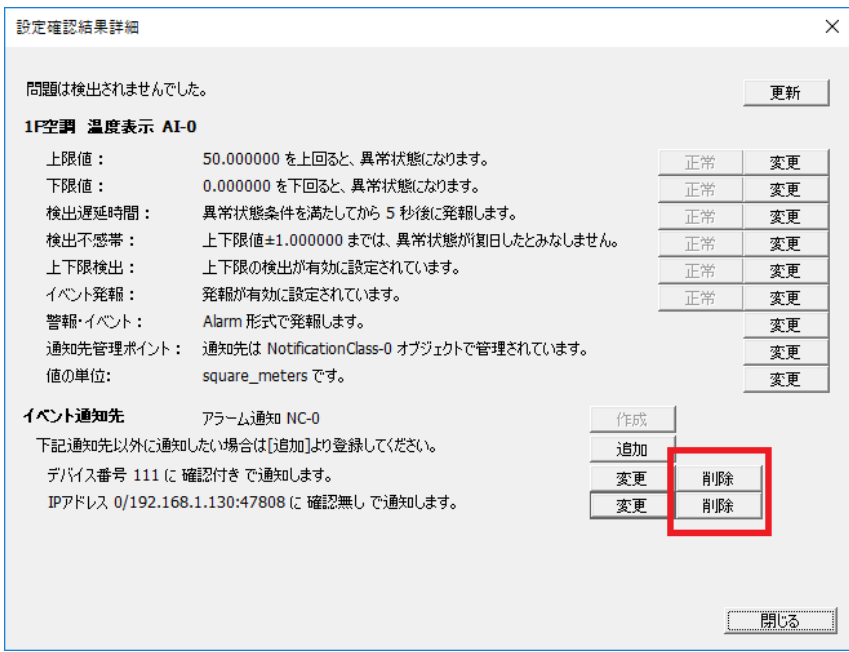 設定確認結果詳細
問題は検出されませんでした。 更新
1F空調 温度表示 AI-0
上限値： 50.000000 を上回ると、異常状態になります。 正常 変更
下限値： 0.000000 を下回ると、異常状態になります。 正常 変更
検出遅延時間： 異常状態条件を満たしてから 5 秒後に発報します。 正常 変更
検出不感帯： 上下限値±1.000000 までは、異常状態が復旧したとみなしません。 正常 変更
上下限検出： 上下限の検出が有効に設定されています。 正常 変更
イベント発報： 発報が有効に設定されています。 正常 変更
警報・イベント： Alarm 形式で発報します。 変更
通知先管理ポイント： 通知先は NotificationClass-0 オブジェクトで管理されています。 変更
値の単位: square_meters です。 変更
イベント通知先 アラーム通知 NC-0 作成
下記通知先以外に通知したい場合は[追加]より登録してください。 追加
デバイス番号 111 に 確認付き で通知します。 変更 削除
IPアドレス 0/192.168.1.130:47808 に 確認無し で通知します。 変更 削除
閉じる